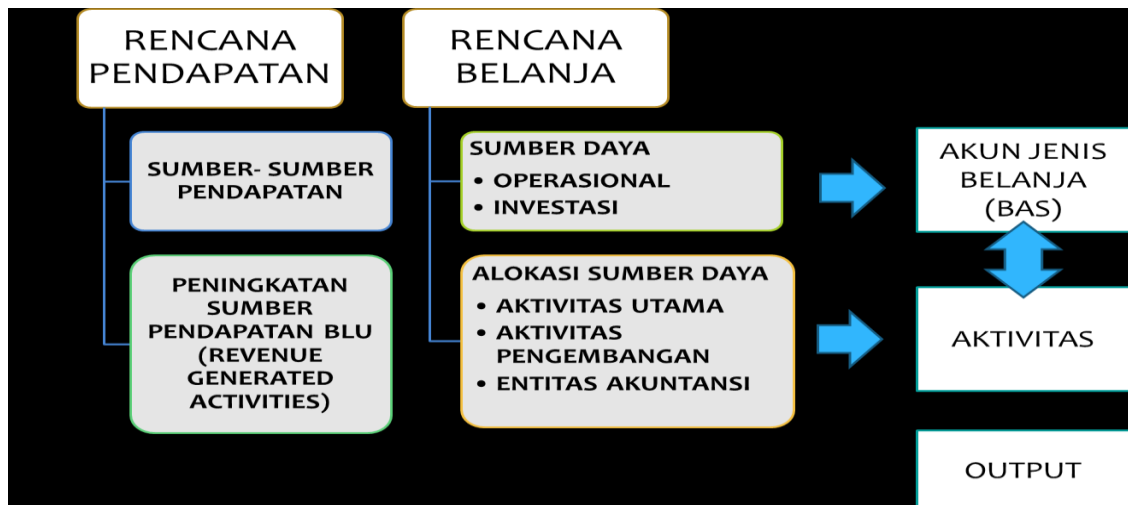 RENCANA
PENDAPATAN
SUMBER- SUMBER
PENDAPATAN
PENINGKATAN
SUMBER
PENDAPATAN BLU
(REVENUE
GENERATED
ACTIVITIES)
RENCANA
BELANJA
SUMBER DAYA
• OPERASIONAL
• INVESTASI
ALOKASI SUMBER DAYA
• AKTIVITAS UTAMA
• AKTIVITAS
PENGEMBANGAN
• ENTITAS AKUNTANSI
AKUN JENIS
BELANJA
(BAS)
AKTIVITAS
OUTPUT